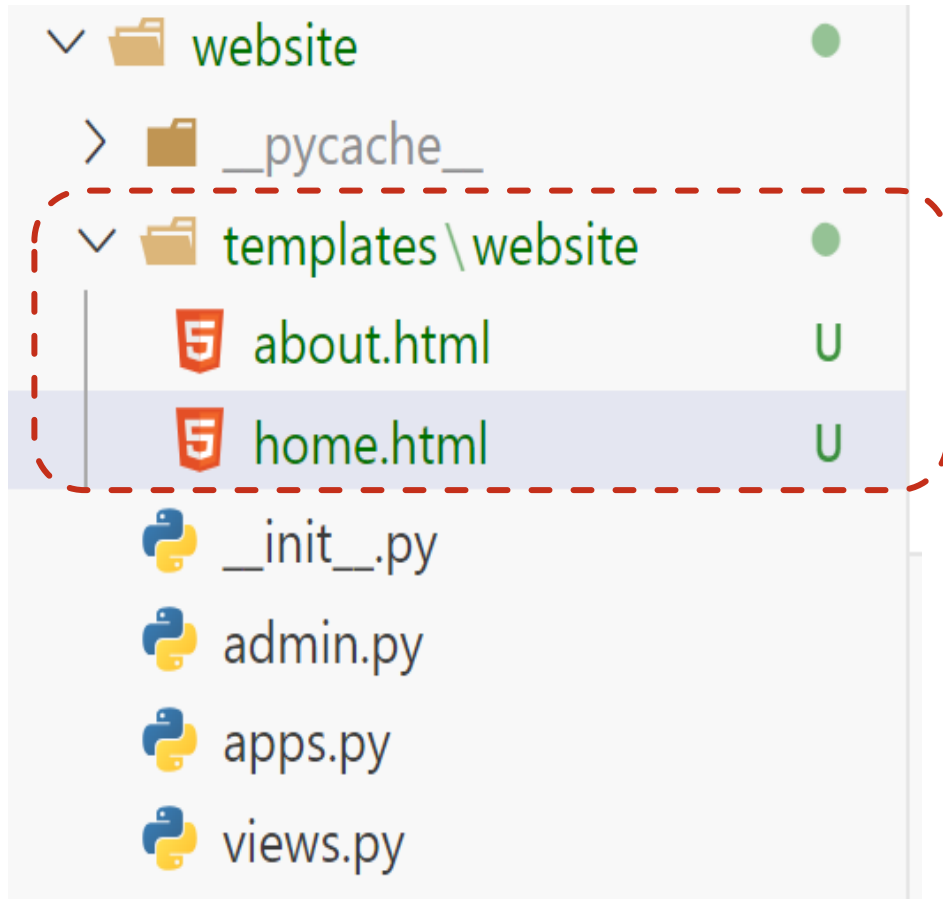 website
__pycache__
templates\website
about.html U
home.html U
__init__.py
admin.py
apps.py
views.py